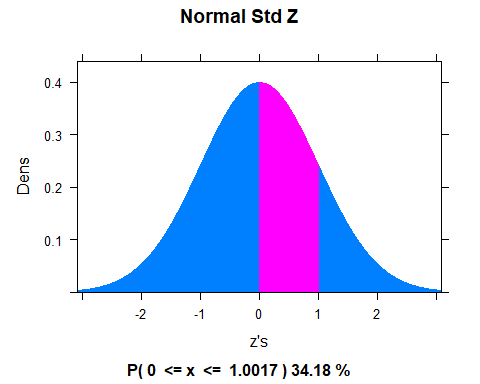 Normal Std Z
Dens
0.4
0.3
0.2
0.1
-2 -1 0 1 2
z's
P( 0 <= x <= 1.0017 ) 34.18 %